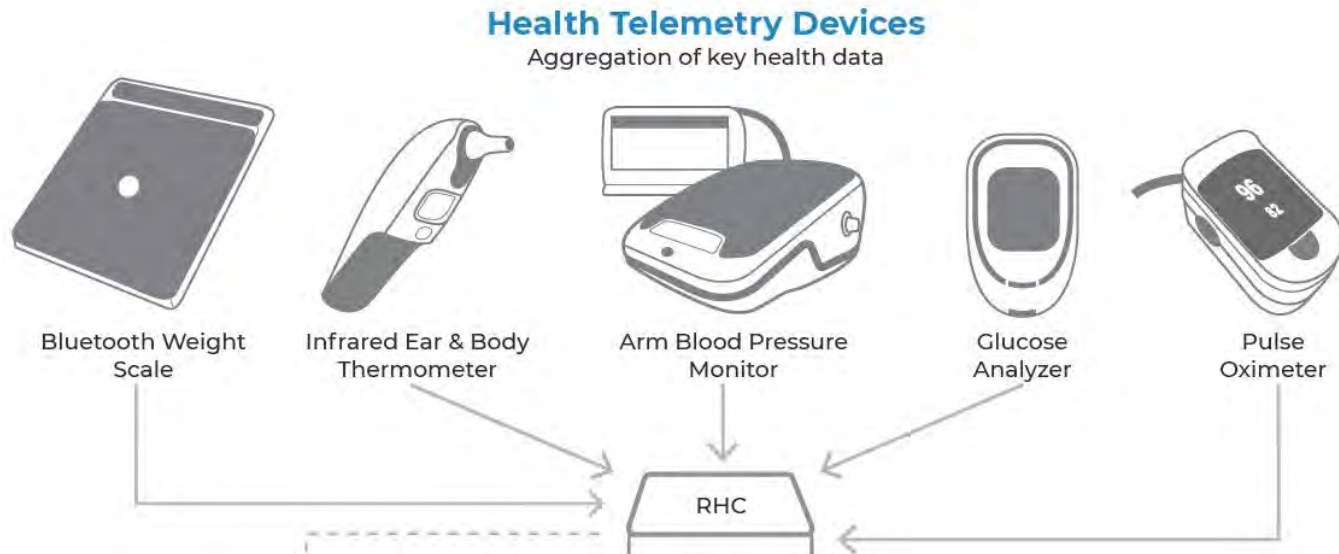 Health Telemetry Devices
Aggregation of key health data
96
82
Bluetooth Weight
Scale
Infrared Ear & Body
Thermometer
Arm Blood Pressure
Monitor
Glucose
Analyzer
Pulse
Oximeter
RHC